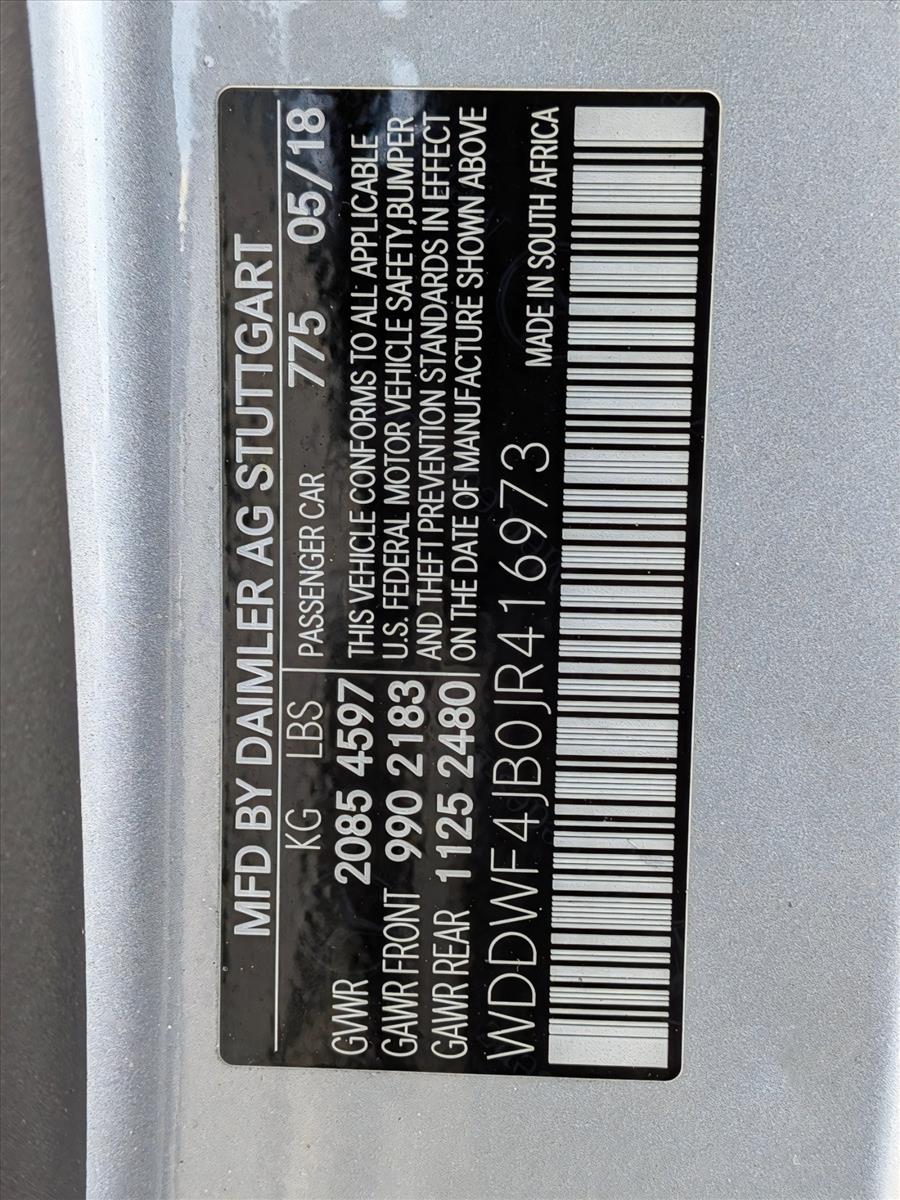 MFD BY DAIMLER AG STUTTGART
KG LBS
GVWR 2085 4597
GAWR FRONT 990 2183
GAWR REAR 1125 2480
PASSENGER CAR 775 05/18
THIS VEHICLE CONFORMS TO ALL APPLICABLE
U.S. FEDERAL MOTOR VEHICLE SAFETY,BUMPER
AND THEFT PREVENTION STANDARDS IN EFFECT
ON THE DATE OF MANUFACTURE SHOWN ABOVE
WDDWF4JB0JR416973
MADE IN SOUTH AFRICA